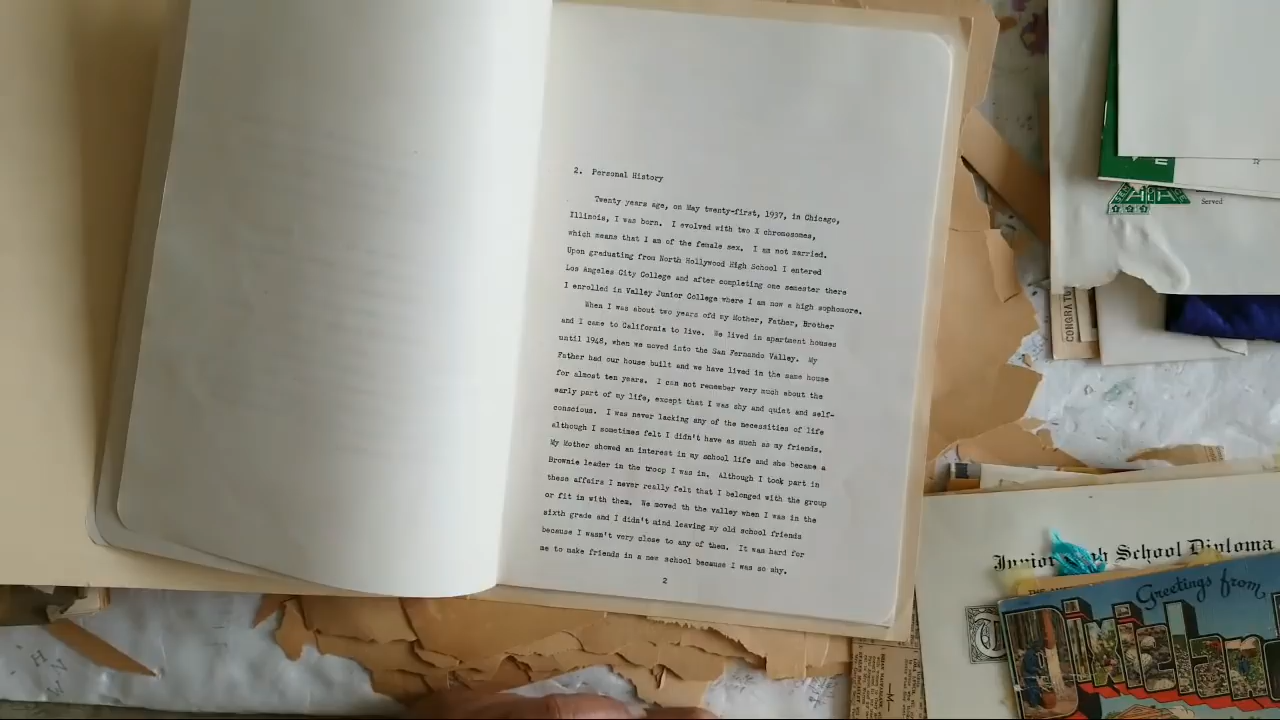 2. Personal History
Twenty years age, on May twenty-first, 1937, in Chicago,
Illinois, I was born. I evolved with two X chromosomes,
which means that I am of the female sex. I am not married.
Upon graduating from North Hollywood High School I entered
Los Angeles City College and after completing one semester there
I enrolled in Valley Junior College where I am now a high sophomore.
When I was about two years ofd my Mother, Father, Brother
and I came to California to live. We lived in apartment houses
until 1948, when we moved into the San Fernando Valley. My
Father had our house built and we have lived in the same house
for almost ten years. I can not remember very much about the
early part of my life, except that I was shy and quiet and self-
conscious. I was never lacking any of the necessities of life
although I sometimes felt I didn't have as much as my friends.
My Mother showed an interest in my school life and she became a
Brownie leader in the troop I was in. Although I took part in
these affairs I never really felt that I belonged with the group
or fit in with them. We moved th the valley when I was in the
sixth grade and I didn't mind leaving my old school friends
because I wasn't very close to any of them. It was hard for
me to make friends in a new school because I was so shy.
2
Served
CONGRATU
Junior High School Diploma
Greetings from
Dixieland